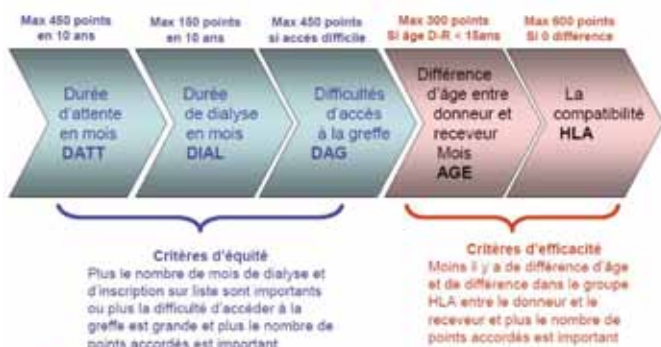 Max 450 points
en 10 ans
Max 150 points
en 10 ans
Max 450 points
si accès difficile
Max 300 points
Si âge D-R < 15ans
Max 600 points
Si 0 difference
Durée
d'attente
en mois
DATT
Durée
de dialyse
en mois
DIAL
Difficultés
d'accès
à la greffe
DAG
Différence
d'âge entre
donneur et
receveur
Mois
AGE
La
compatibilité
HLA
Critères d'équité
Plus le nombre de mois de dialyse et
d'inscription sur liste sont importants
ou plus la difficulté d'accéder à la
greffe est grande et plus le nombre de
points accordés est important
Critères d'efficacité
Moins il y a de différence d'âge
et de différence dans le groupe
HLA entre le donneur et le
receveur et plus le nombre de
points accordés est important